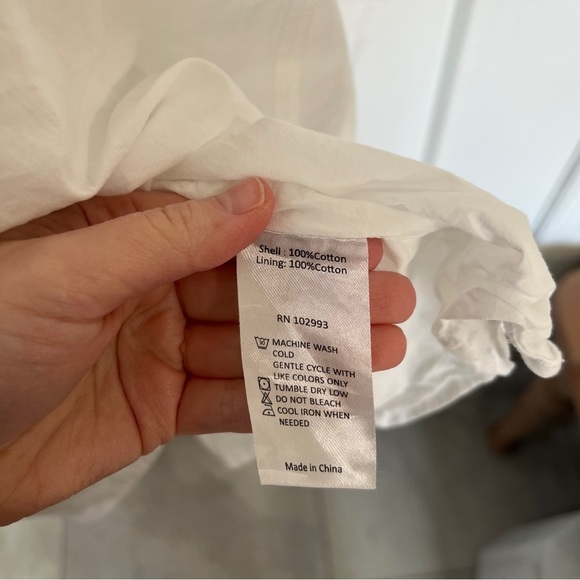 Shell : 100%Cotton
Lining: 100%Cotton
RN 102993
MACHINE WASH
COLD
GENTLE CYCLE WITH
LIKE COLORS ONLY
TUMBLE DRY LOW
DO NOT BLEACH
COOL IRON WHEN
NEEDED
Made in China